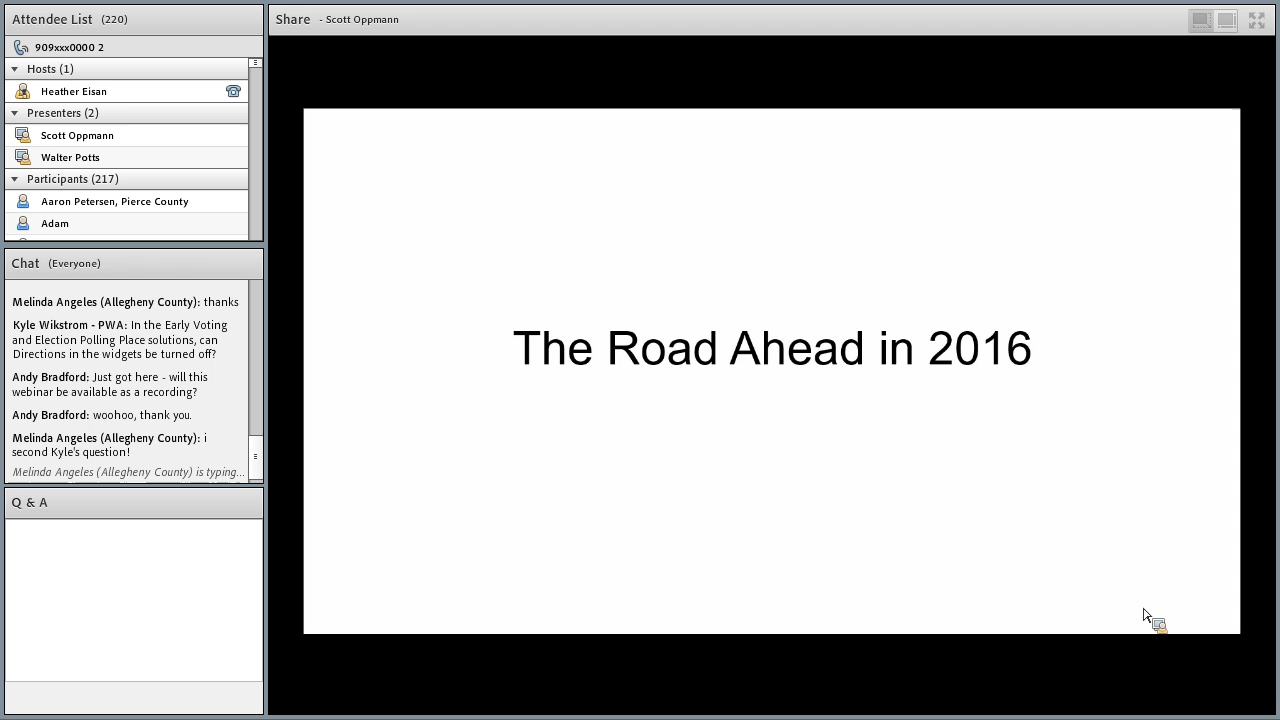 Attendee List (220)
909xxx0000 2
Hosts (1)
Heather Eisan
Presenters (2)
Scott Oppmann
Walter Potts
Participants (217)
Aaron Petersen, Pierce County
Adam
Chat (Everyone)
Melinda Angeles (Allegheny County): thanks
Kyle Wikstrom - PWA: In the Early Voting
and Election Polling Place solutions, can
Directions in the widgets be turned off?
Andy Bradford: Just got here - will this
webinar be available as a recording?
Andy Bradford: woohoo, thank you.
Melinda Angeles (Allegheny County): i
second Kyle's question!
Melinda Angeles (Allegheny County) is typing...
Q & A
Share - Scott Oppmann
The Road Ahead in 2016